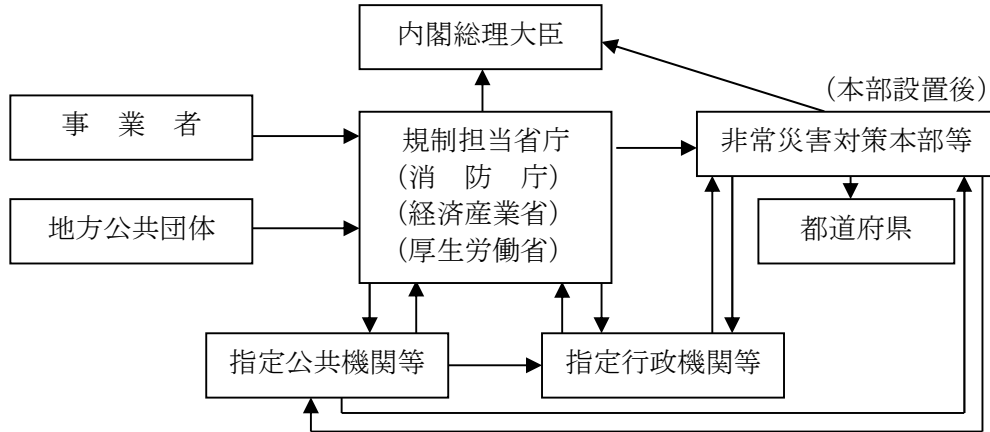 内閣総理大臣
（本部設置後）
事　業　者
規制担当省庁
（消　防　庁）
（経済産業省）
（厚生労働省）
非常災害対策本部等
地方公共団体
都道府県
指定公共機関等
指定行政機関等